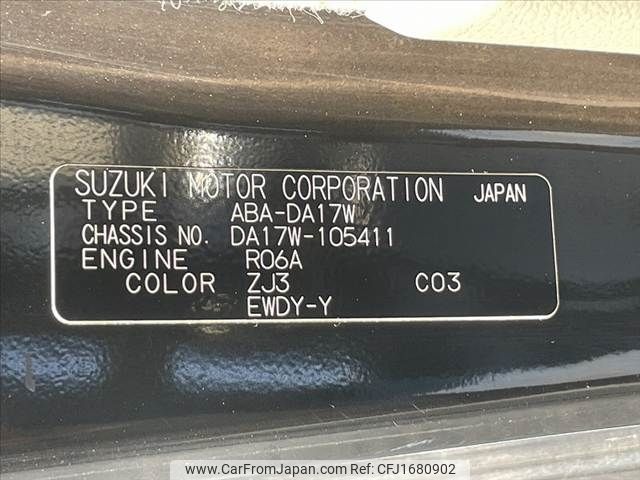 SUZUKI MOTOR CORPORATION JAPAN
TYPE ABA-DA17W
CHASSIS NO. DA17W-105411
ENGINE R06A
COLOR ZJ3 C03
EWDY-Y
www.CarFromJapan.com | Ref No: CFJ1680902